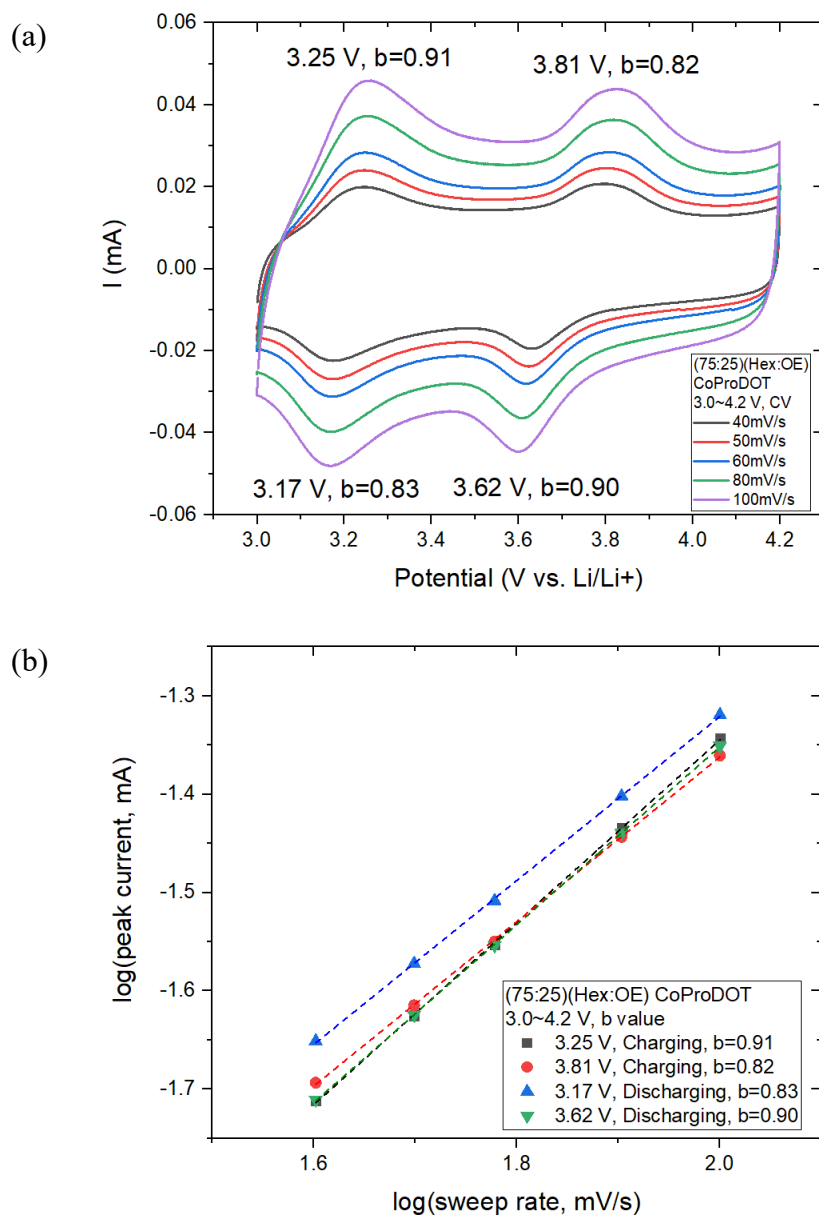 (a)
3.25 V, b=0.91
3.81 V, b=0.82
0.06
0.04
0.02
0.00
-0.02
-0.04
-0.06
I (mA)
3.17 V, b=0.83
3.62 V, b=0.90
(75:25)(Hex:OE)
CoProDOT
3.0~4.2 V, CV
40mV/s
50mV/s
60mV/s
80mV/s
100mV/s
3.0 3.2 3.4 3.6 3.8 4.0 4.2
Potential (V vs. Li/Li+)
(b)
-1.3
-1.4
-1.5
-1.6
-1.7
log(peak current, mA)
(75:25)(Hex:OE) CoProDOT
3.0~4.2 V, b value
3.25 V, Charging, b=0.91
3.81 V, Charging, b=0.82
3.17 V, Discharging, b=0.83
3.62 V, Discharging, b=0.90
1.6 1.8 2.0
log(sweep rate, mV/s)